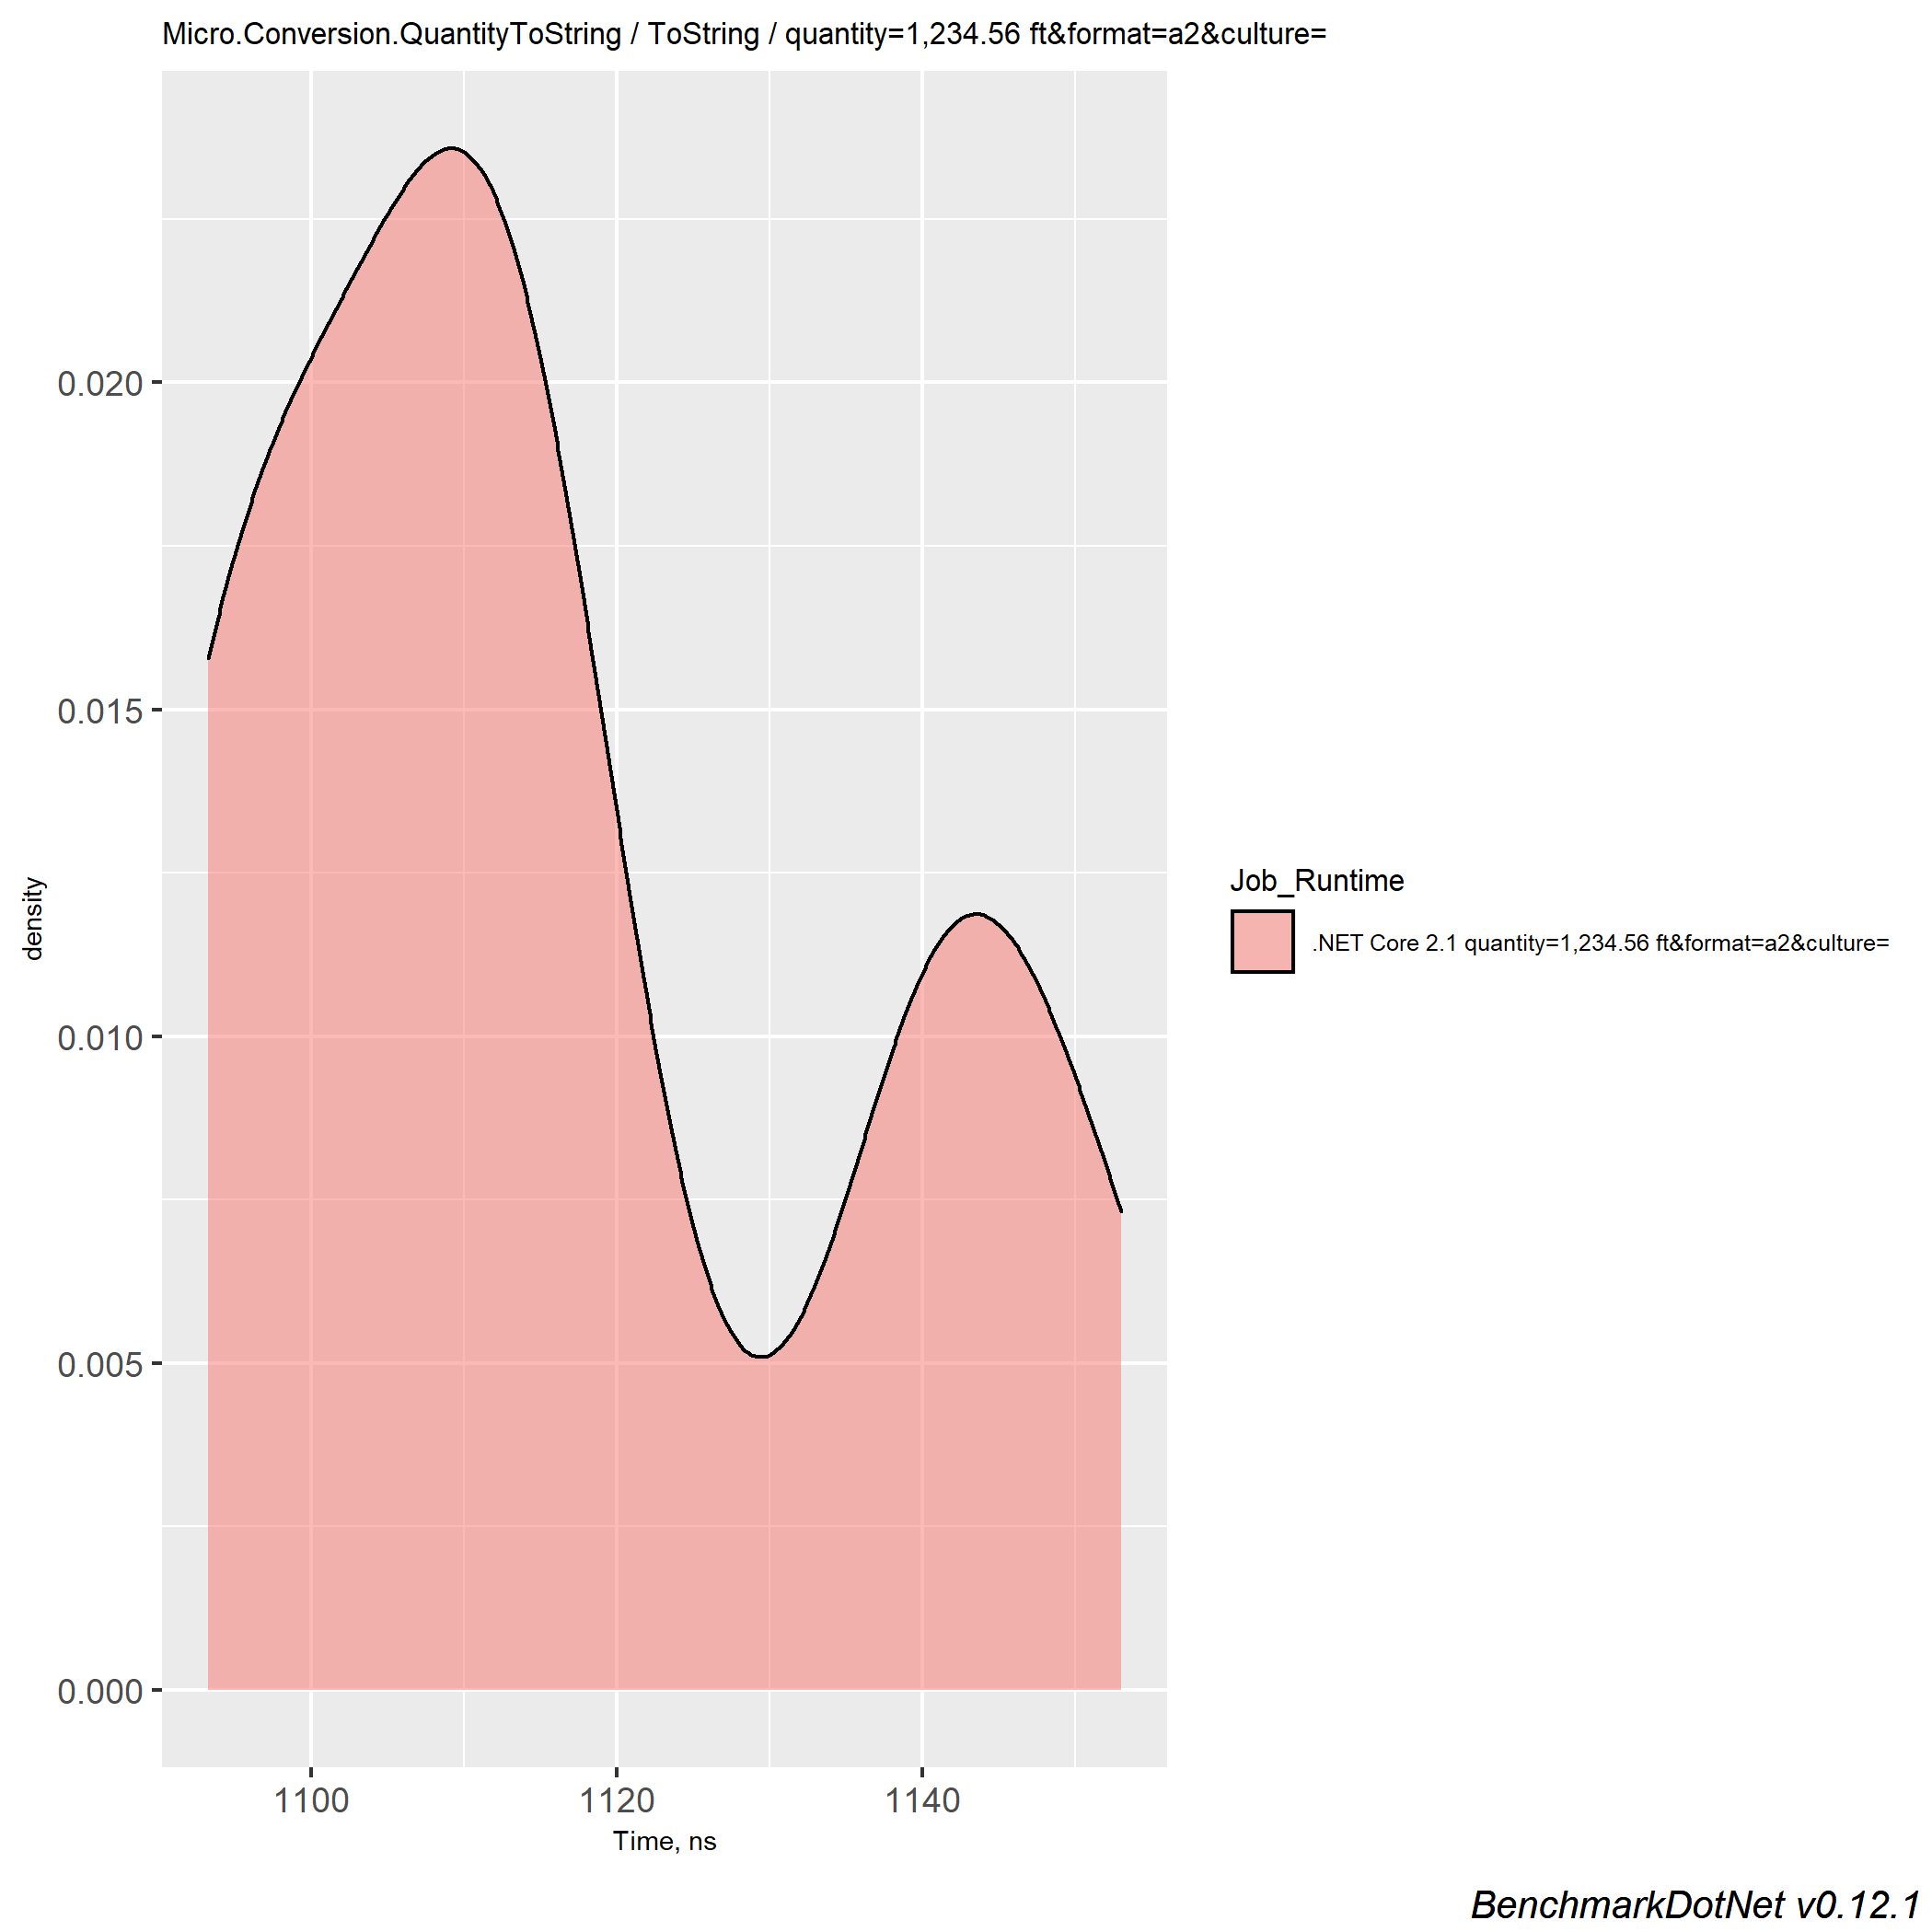 Micro.Conversion.QuantityToString / ToString / quantity=1,234.56 ft&format=a2&culture=
0.020
0.015
0.010
0.005
0.000
density
1100 1120 1140
Time, ns
Job_Runtime
.NET Core 2.1 quantity=1,234.56 ft&format=a2&culture=
BenchmarkDotNet v0.12.1